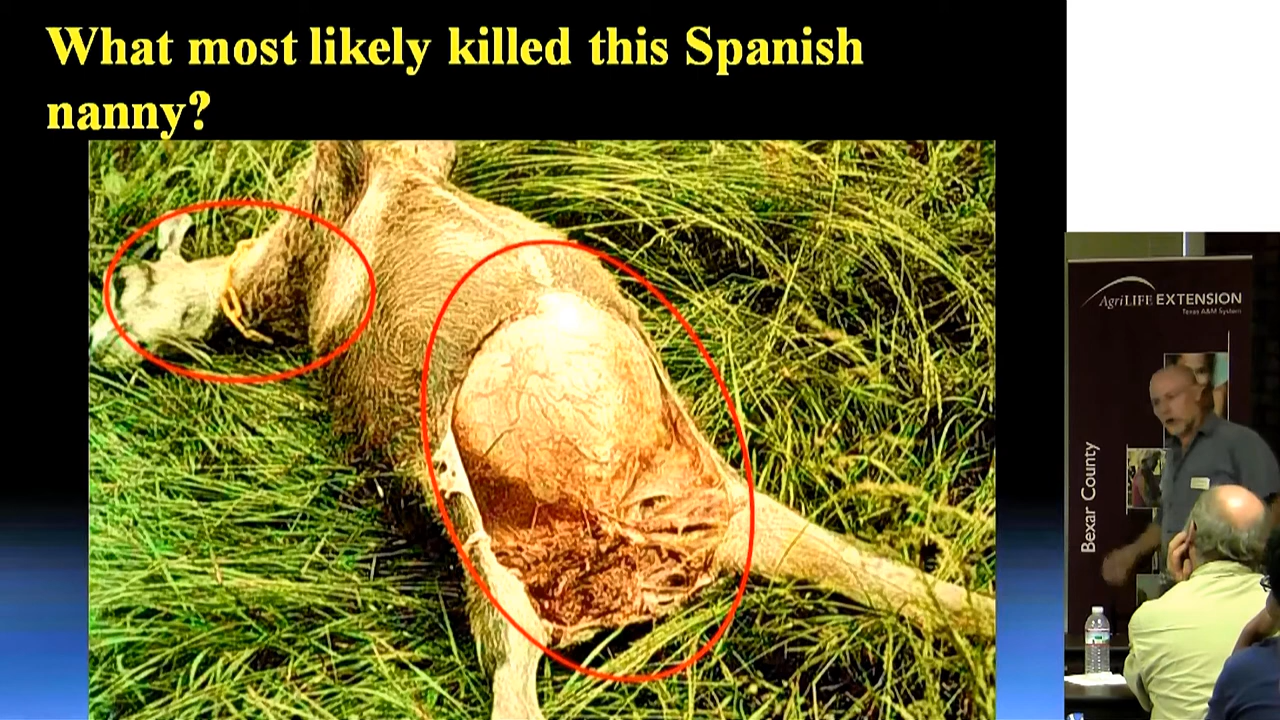 What most likely killed this Spanish
nanny?
AgriLIFE EXTENSION
Texas A&M System
Bexar County